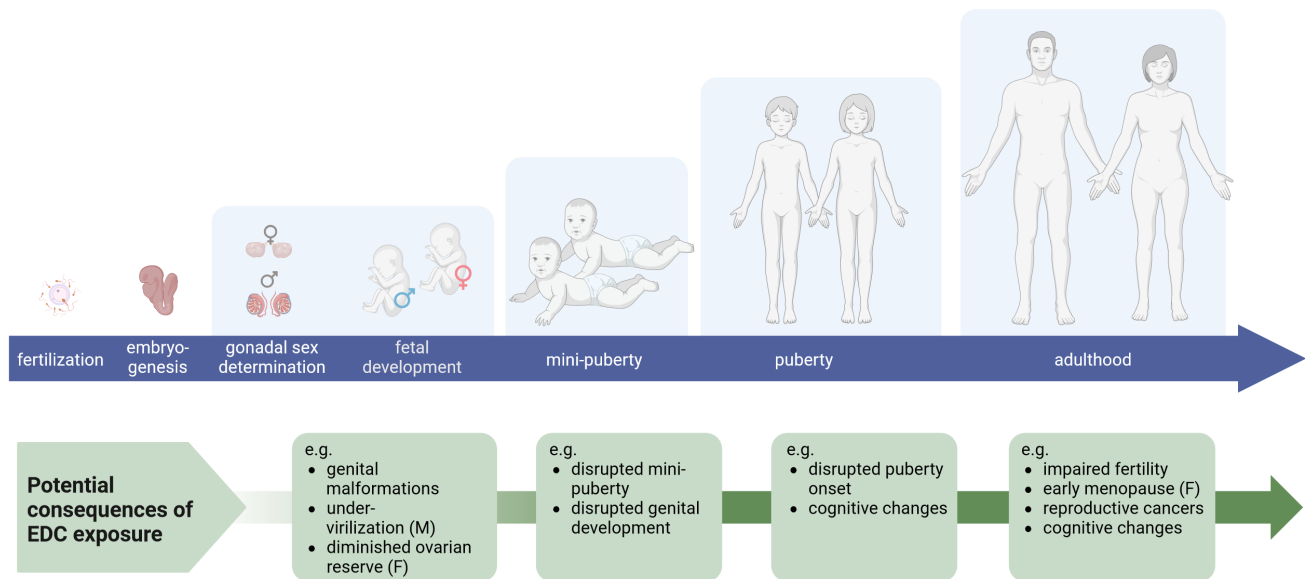 fertilization
embryo-
genesis
gonadal sex
determination
fetal
development
mini-puberty
puberty
adulthood
Potential
consequences of
EDC exposure
e.g.
• genital
malformations
• under-
virilization (M)
• diminished ovarian
reserve (F)
e.g.
• disrupted mini-
puberty
• disrupted genital
development
e.g.
• disrupted puberty
onset
• cognitive changes
e.g.
• impaired fertility
• early menopause (F)
• reproductive cancers
• cognitive changes